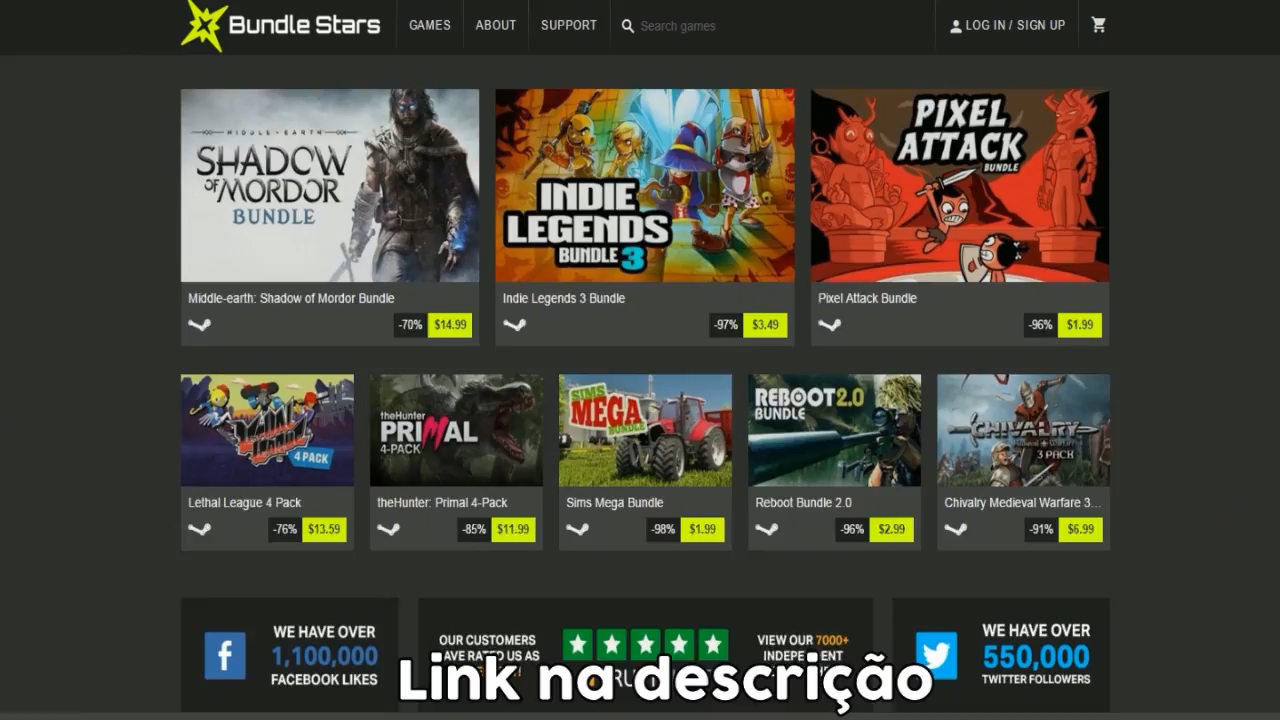 Bundle Stars
GAMES
ABOUT
SUPPORT
Search games
LOG IN / SIGN UP
MIDDLE-EARTH
SHADOW
OF MORDOR
BUNDLE
INDIE
LEGENDS
BUNDLE 3
PIXEL
ATTACK
BUNDLE
Middle-earth: Shadow of Mordor Bundle
-70% $14.99
Indie Legends 3 Bundle
-97% $3.49
Pixel Attack Bundle
-96% $1.99
4 PACK
theHunter
PRIMAL
4-PACK
SIMS
MEGA
BUNDLE
REBOOT 2.0
BUNDLE
CHIVALRY
3 PACK
Lethal League 4 Pack
-76% $13.59
theHunter: Primal 4-Pack
-85% $11.99
Sims Mega Bundle
-98% $1.99
Reboot Bundle 2.0
-96% $2.99
Chivalry Medieval Warfare 3...
-91% $6.99
WE HAVE OVER
1,100,000
FACEBOOK LIKES
OUR CUSTOMERS
HAVE RATED US AS
VIEW OUR 7000+
WE HAVE OVER
550,000
TWITTER FOLLOWERS
Link na descrição